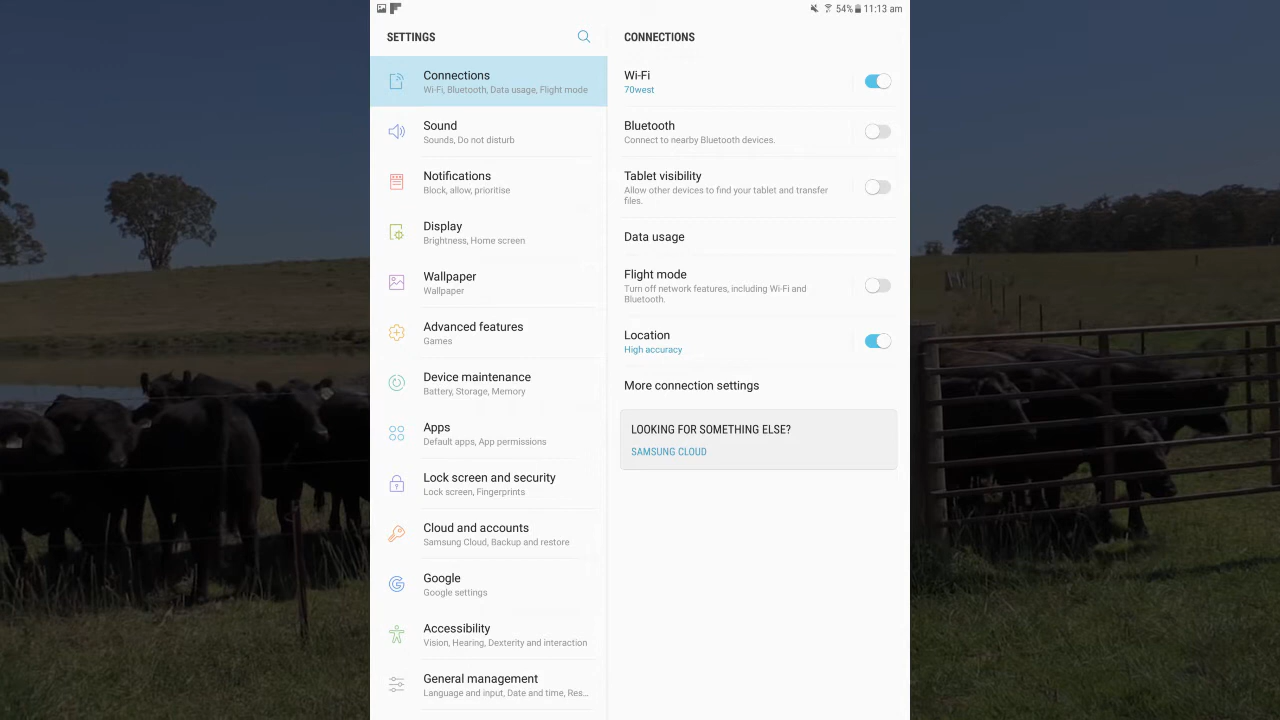 54% 11:13 am
SETTINGS
Connections
Wi-Fi, Bluetooth, Data usage, Flight mode
Sound
Sounds, Do not disturb
Notifications
Block, allow, prioritise
Display
Brightness, Home screen
Wallpaper
Wallpaper
Advanced features
Games
Device maintenance
Battery, Storage, Memory
Apps
Default apps, App permissions
Lock screen and security
Lock screen, Fingerprints
Cloud and accounts
Samsung Cloud, Backup and restore
Google
Google settings
Accessibility
Vision, Hearing, Dexterity and interaction
General management
Language and input, Date and time, Res...
CONNECTIONS
Wi-Fi
70west
Bluetooth
Connect to nearby Bluetooth devices.
Tablet visibility
Allow other devices to find your tablet and transfer
files.
Data usage
Flight mode
Turn off network features, including Wi-Fi and
Bluetooth.
Location
High accuracy
More connection settings
LOOKING FOR SOMETHING ELSE?
SAMSUNG CLOUD